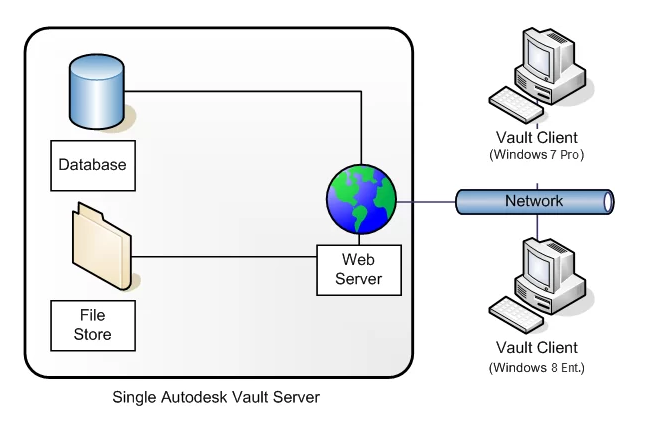 Database
File
Store
Web
Server
Single Autodesk Vault Server
Vault Client
(Windows 7 Pro)
Network
Vault Client
(Windows 8 Ent.)